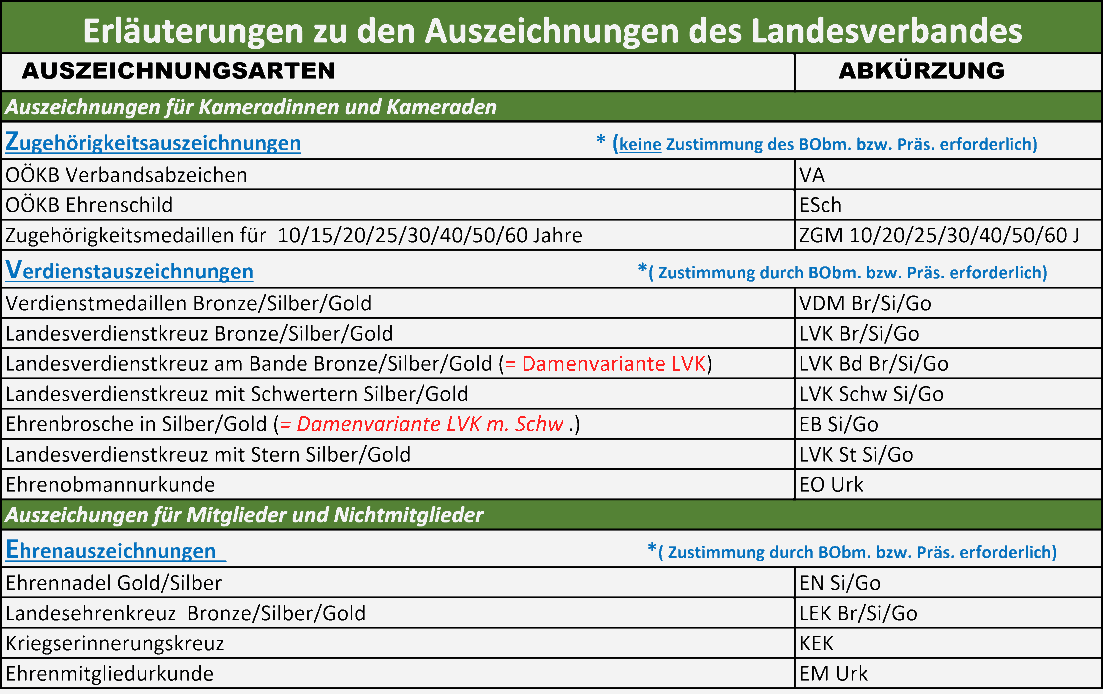 Erläuterungen zu den Auszeichnungen des Landesverbandes
AUSZEICHNUNGSARTEN ABKÜRZUNG
Auszeichnungen für Kameradinnen und Kameraden
Zugehörigkeitsauszeichnungen * (keine Zustimmung des BObm. bzw. Präs. erforderlich)
OÖKB Verbandsabzeichen VA
OÖKB Ehrenschild ESch
Zugehörigkeitsmedaillen für 10/15/20/25/30/40/50/60 Jahre ZGM 10/20/25/30/40/50/60 J
Verdienstauszeichnungen *( Zustimmung durch BObm. bzw. Präs. erforderlich)
Verdienstmedaillen Bronze/Silber/Gold VDM Br/Si/Go
Landesverdienstkreuz Bronze/Silber/Gold LVK Br/Si/Go
Landesverdienstkreuz am Bande Bronze/Silber/Gold (= Damenvariante LVK) LVK Bd Br/Si/Go
Landesverdienstkreuz mit Schwertern Silber/Gold LVK Schw Si/Go
Ehrenbrosche in Silber/Gold (= Damenvariante LVK m. Schw .) EB Si/Go
Landesverdienstkreuz mit Stern Silber/Gold LVK St Si/Go
Ehrenobmannurkunde EO Urk
Auszeichungen für Mitglieder und Nichtmitglieder
Ehrenauszeichnungen *( Zustimmung durch BObm. bzw. Präs. erforderlich)
Ehrennadel Gold/Silber EN Si/Go
Landesehrenkreuz Bronze/Silber/Gold LEK Br/Si/Go
Kriegserinnerungskreuz KEK
Ehrenmitgliedurkunde EM Urk